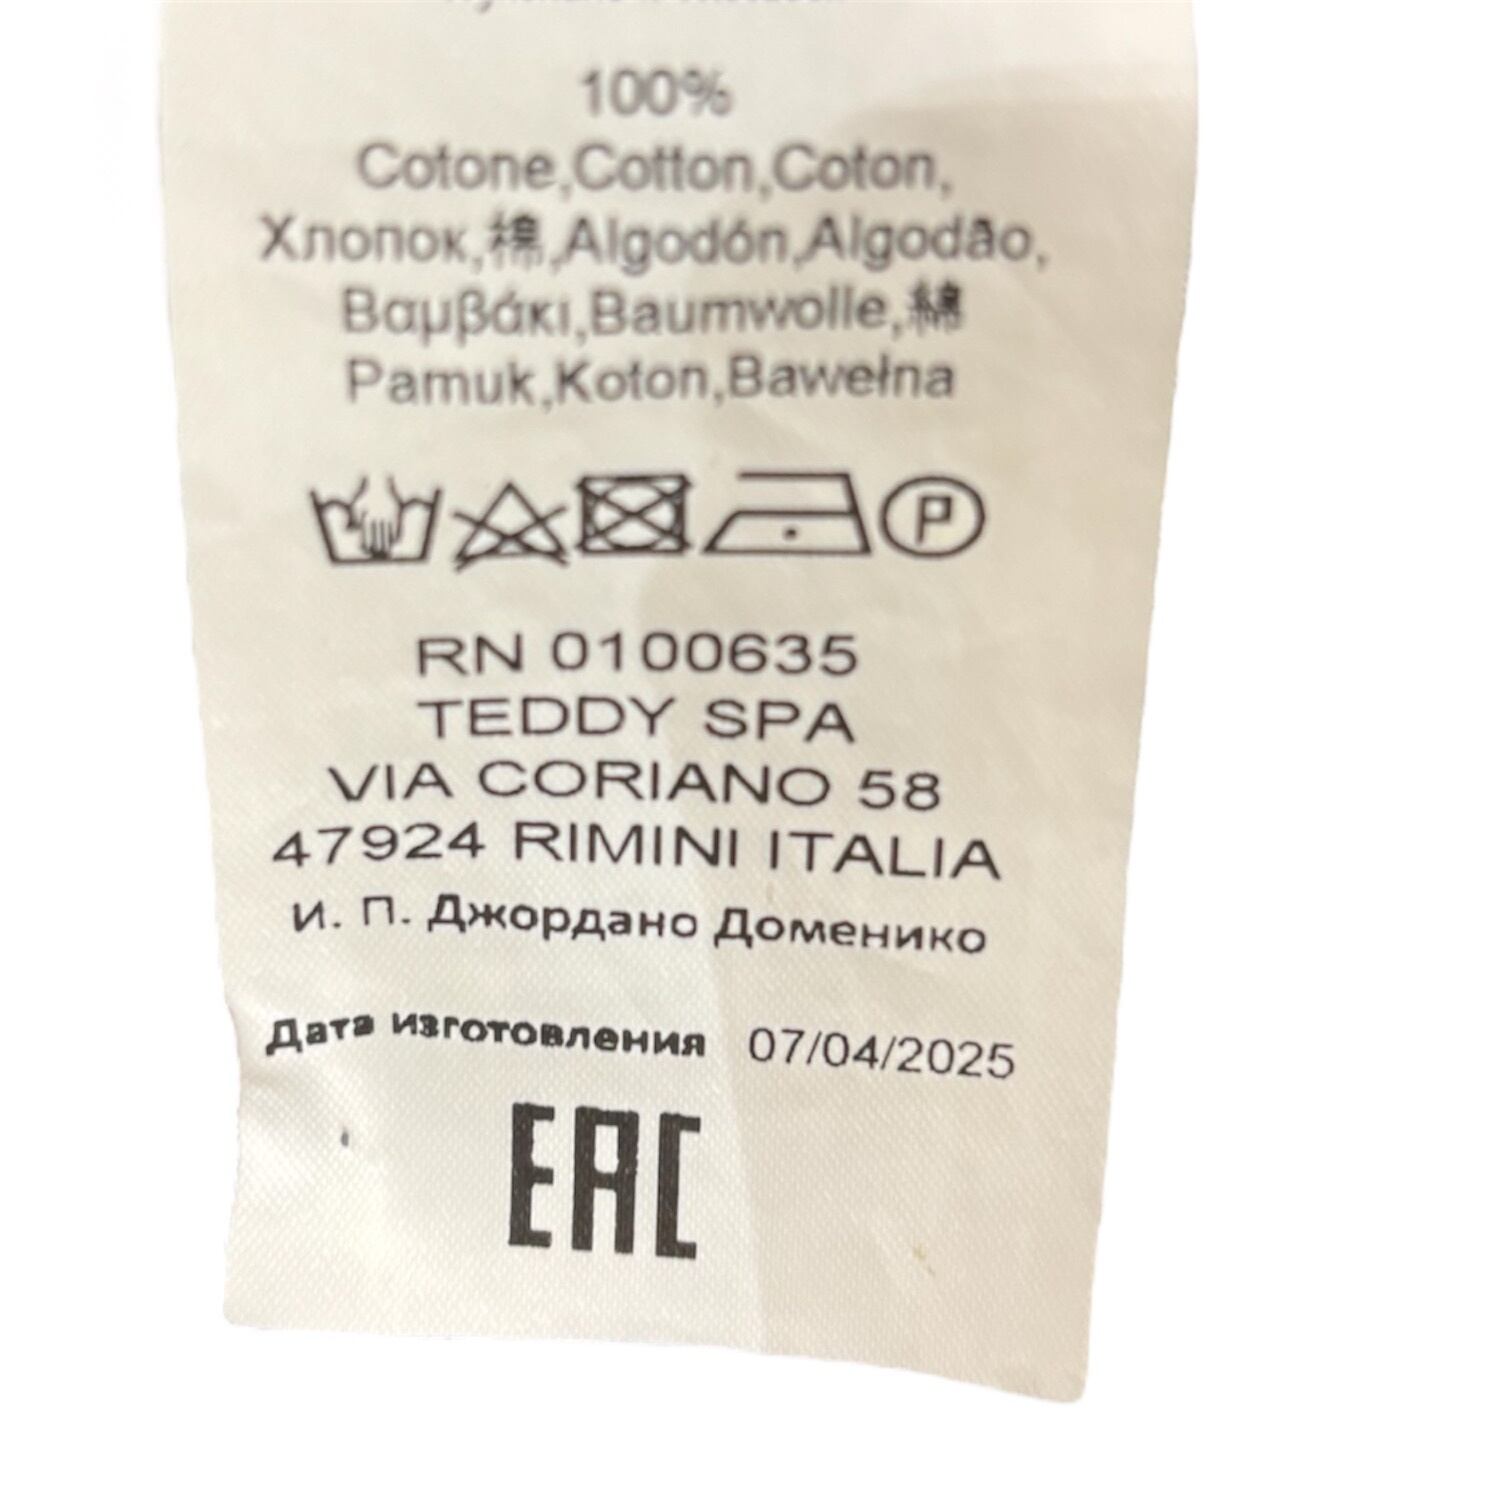 100%
Cotone,Cotton,Coton,
Хлопок,棉,Algodón,Algodão,
Βαμβάκι,Baumwolle,綿
Pamuk,Koton,Bawełna
P
RN 0100635
TEDDY SPA
VIA CORIANO 58
47924 RIMINI ITALIA
И. П. Джордано Доменико
Дата изготовления 07/04/2025
EAC